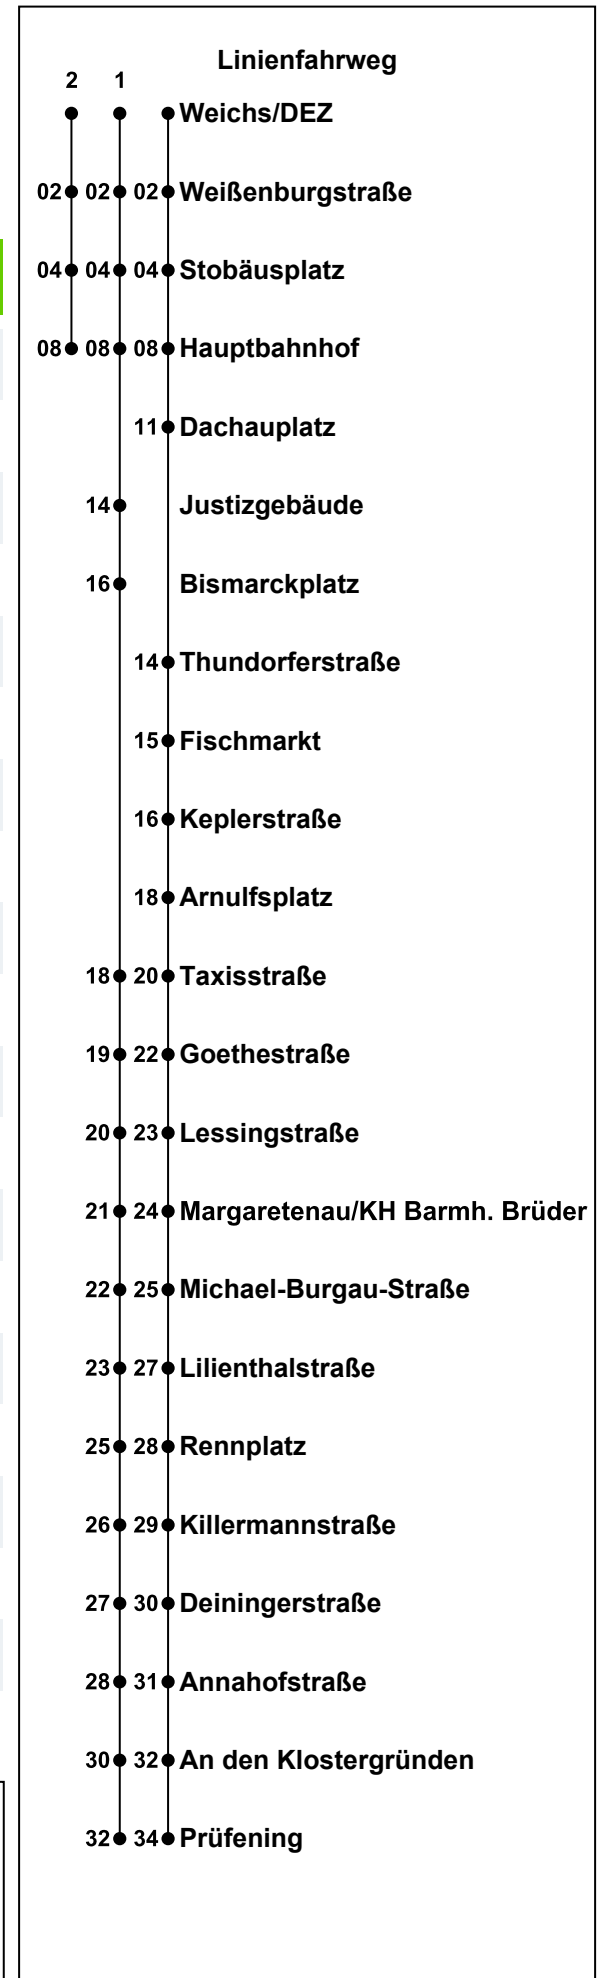 Linienfahrweg
2 1
Weichs/DEZ
02 02 02 Weißenburgstraße
04 04 04 Stobäusplatz
08 08 08 Hauptbahnhof
11 Dachauplatz
14 Justizgebäude
16 Bismarckplatz
14 Thundorferstraße
15 Fischmarkt
16 Keplerstraße
18 Arnulfsplatz
18 20 Taxisstraße
19 22 Goethestraße
20 23 Lessingstraße
21 24 Margaretenau/KH Barmh. Brüder
22 25 Michael-Burgau-Straße
23 27 Lilienthalstraße
25 28 Rennplatz
26 29 Killermannstraße
27 30 Deiningerstraße
28 31 Annahofstraße
30 32 An den Klostergründen
32 34 Prüfening